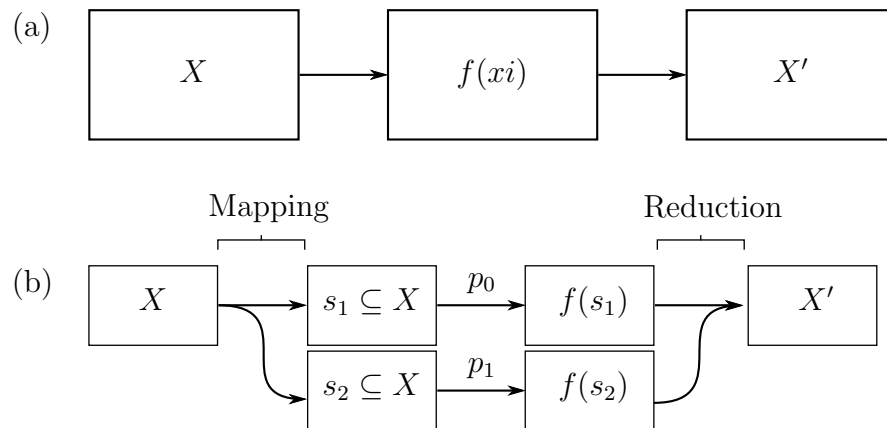 (a)
X
f(xi)
X′
Mapping
Reduction
(b)
X
s₁ ⊆ X
p₀
f(s₁)
X′
s₂ ⊆ X
p₁
f(s₂)